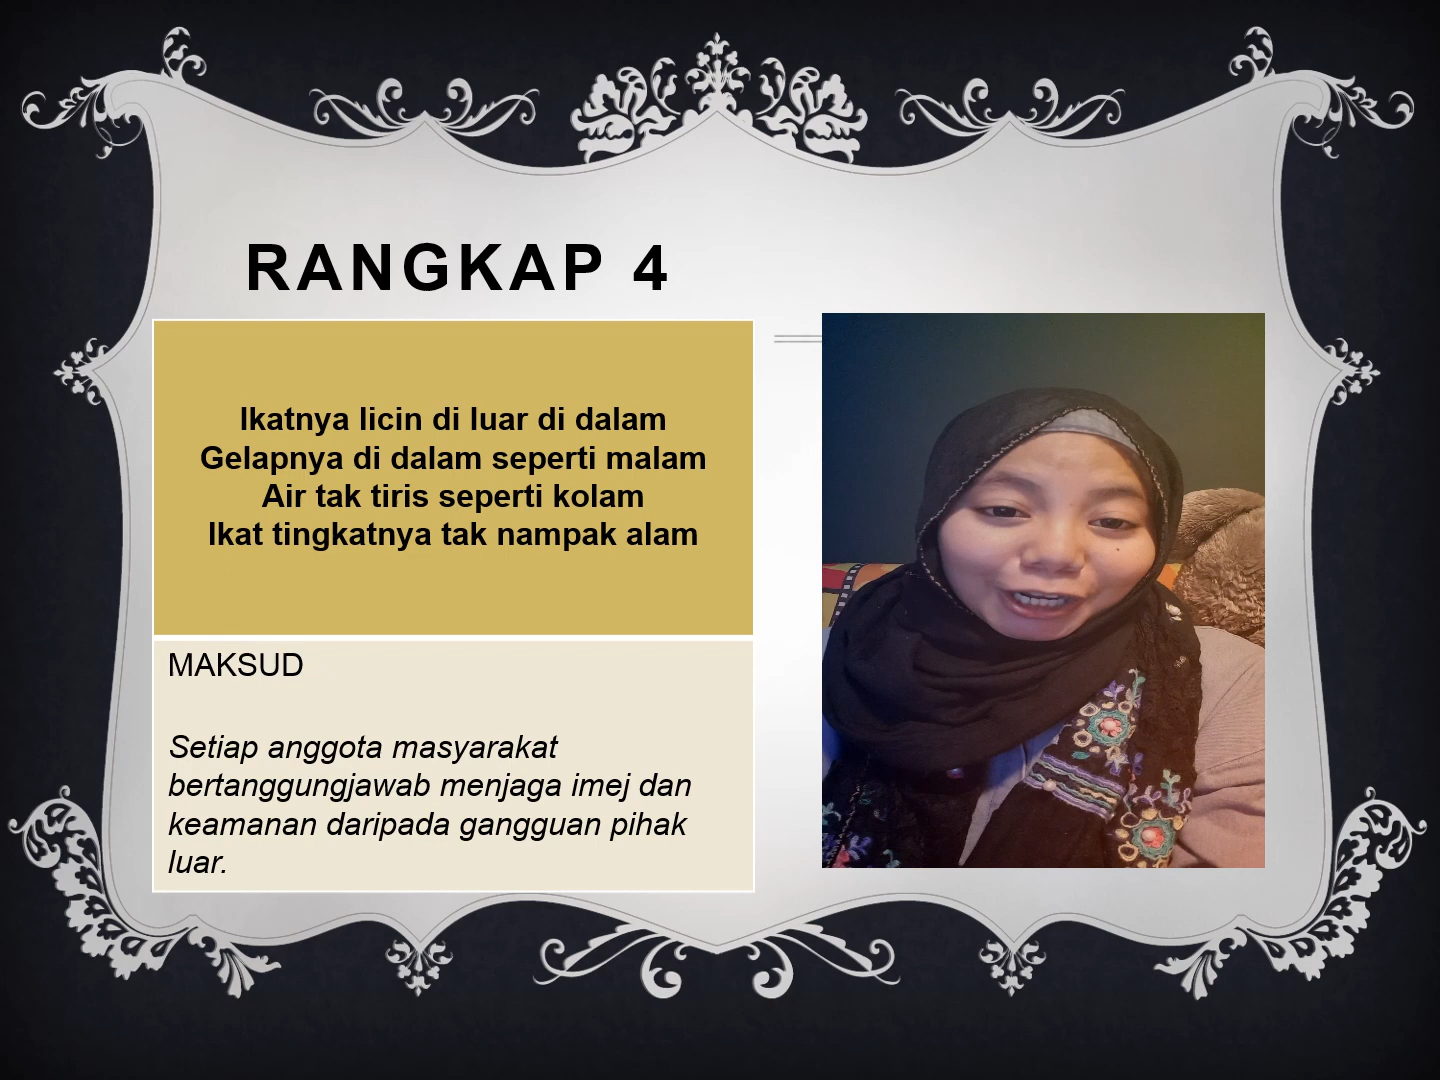 RANGKAP 4
Ikatnya licin di luar di dalam
Gelapnya di dalam seperti malam
Air tak tiris seperti kolam
Ikat tingkatnya tak nampak alam
MAKSUD
Setiap anggota masyarakat
bertanggungjawab menjaga imej dan
keamanan daripada gangguan pihak
luar.